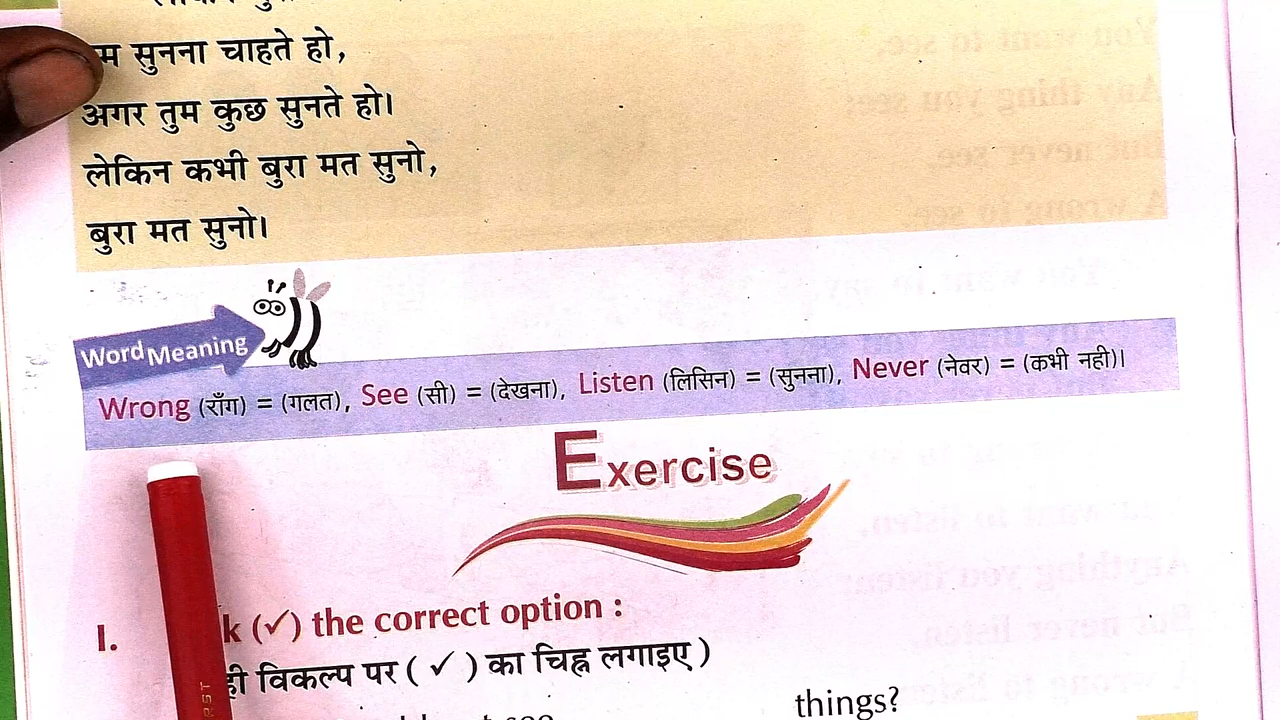 सुनना चाहते हो,
अगर तुम कुछ सुनते हो।
लेकिन कभी बुरा मत सुनो,
बुरा मत सुनो।
Word Meaning
Wrong (राँग) = (गलत), See (सी) = (देखना), Listen (लिसिन) = (सुनना), Never (नेवर) = (कभी नही)।
Exercise
I. k (✓) the correct option :
ही विकल्प पर ( ✓ ) का चिह्न लगाइए )
things?